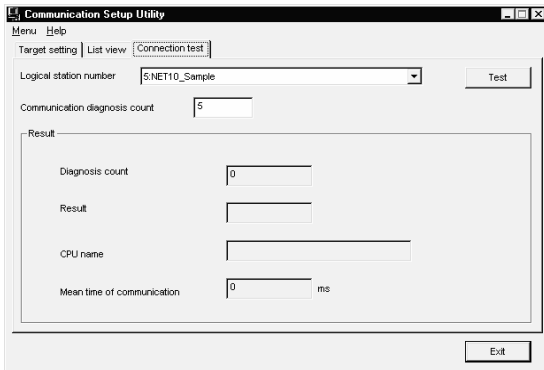 Communication Setup Utility
Menu Help
Target setting List view Connection test
Logical station number 5:NET10_Sample Test
Communication diagnosis count 5
Result
Diagnosis count 0
Result
CPU name
Mean time of communication 0 ms
Exit